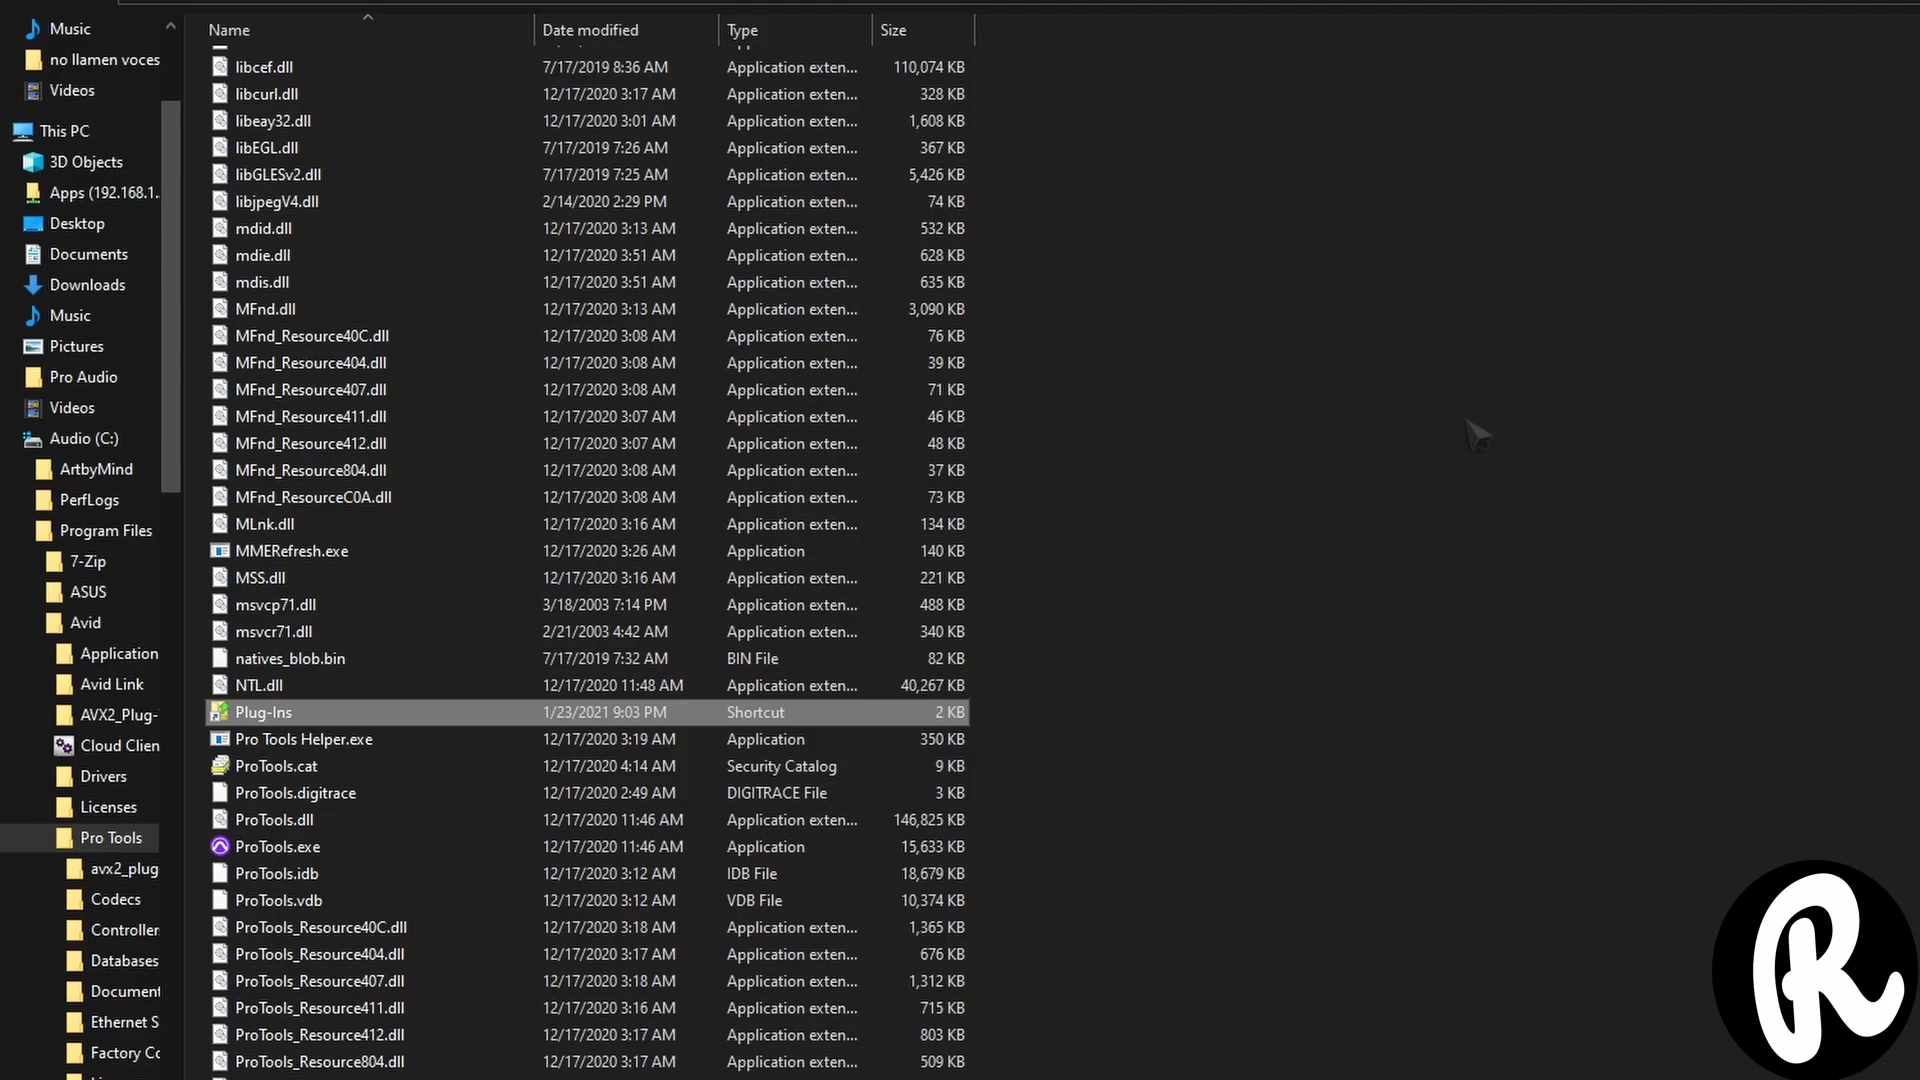 Music
no llamen voces
Videos
This PC
3D Objects
Apps (192.168.1.
Desktop
Documents
Downloads
Music
Pictures
Pro Audio
Videos
Audio (C:)
ArtbyMind
PerfLogs
Program Files
7-Zip
ASUS
Avid
Application
Avid Link
AVX2_Plug-
Cloud Clien
Drivers
Licenses
Pro Tools
avx2_plug
Codecs
Controller
Databases
Document
Ethernet S
Factory Co
Name Date modified Type Size
libcef.dll 7/17/2019 8:36 AM Application exten... 110,074 KB
libcurl.dll 12/17/2020 3:17 AM Application exten... 328 KB
libeay32.dll 12/17/2020 3:01 AM Application exten... 1,608 KB
libEGL.dll 7/17/2019 7:26 AM Application exten... 367 KB
libGLESv2.dll 7/17/2019 7:25 AM Application exten... 5,426 KB
libjpegV4.dll 2/14/2020 2:29 PM Application exten... 74 KB
mdid.dll 12/17/2020 3:13 AM Application exten... 532 KB
mdie.dll 12/17/2020 3:51 AM Application exten... 628 KB
mdis.dll 12/17/2020 3:51 AM Application exten... 635 KB
MFnd.dll 12/17/2020 3:13 AM Application exten... 3,090 KB
MFnd_Resource40C.dll 12/17/2020 3:08 AM Application exten... 76 KB
MFnd_Resource404.dll 12/17/2020 3:08 AM Application exten... 39 KB
MFnd_Resource407.dll 12/17/2020 3:08 AM Application exten... 71 KB
MFnd_Resource411.dll 12/17/2020 3:07 AM Application exten... 46 KB
MFnd_Resource412.dll 12/17/2020 3:07 AM Application exten... 48 KB
MFnd_Resource804.dll 12/17/2020 3:08 AM Application exten... 37 KB
MFnd_ResourceC0A.dll 12/17/2020 3:08 AM Application exten... 73 KB
MLnk.dll 12/17/2020 3:16 AM Application exten... 134 KB
MMERefresh.exe 12/17/2020 3:26 AM Application 140 KB
MSS.dll 12/17/2020 3:16 AM Application exten... 221 KB
msvcp71.dll 3/18/2003 7:14 PM Application exten... 488 KB
msvcr71.dll 2/21/2003 4:42 AM Application exten... 340 KB
natives_blob.bin 7/17/2019 7:32 AM BIN File 82 KB
NTL.dll 12/17/2020 11:48 AM Application exten... 40,267 KB
Plug-Ins 1/23/2021 9:03 PM Shortcut 2 KB
Pro Tools Helper.exe 12/17/2020 3:19 AM Application 350 KB
ProTools.cat 12/17/2020 4:14 AM Security Catalog 9 KB
ProTools.digitrace 12/17/2020 2:49 AM DIGITRACE File 3 KB
ProTools.dll 12/17/2020 11:46 AM Application exten... 146,825 KB
ProTools.exe 12/17/2020 11:46 AM Application 15,633 KB
ProTools.idb 12/17/2020 3:12 AM IDB File 18,679 KB
ProTools.vdb 12/17/2020 3:12 AM VDB File 10,374 KB
ProTools_Resource40C.dll 12/17/2020 3:18 AM Application exten... 1,365 KB
ProTools_Resource404.dll 12/17/2020 3:17 AM Application exten... 676 KB
ProTools_Resource407.dll 12/17/2020 3:18 AM Application exten... 1,312 KB
ProTools_Resource411.dll 12/17/2020 3:16 AM Application exten... 715 KB
ProTools_Resource412.dll 12/17/2020 3:17 AM Application exten... 803 KB
ProTools_Resource804.dll 12/17/2020 3:17 AM Application exten... 509 KB
R